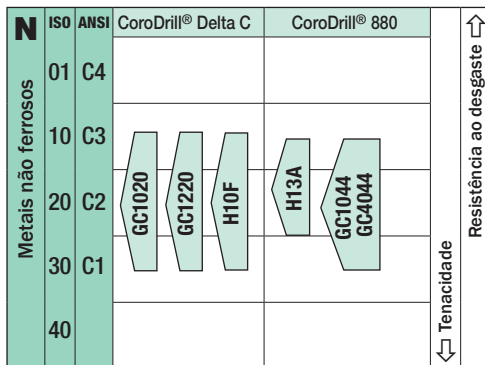 N ISO ANSI CoroDrill® Delta C CoroDrill® 880
Metais não ferrosos
01 C4
10 C3
20 C2
30 C1
40
GC1020
GC1220
H10F
H13A
GC1044
GC4044
Tenacidade
Resistência ao desgaste